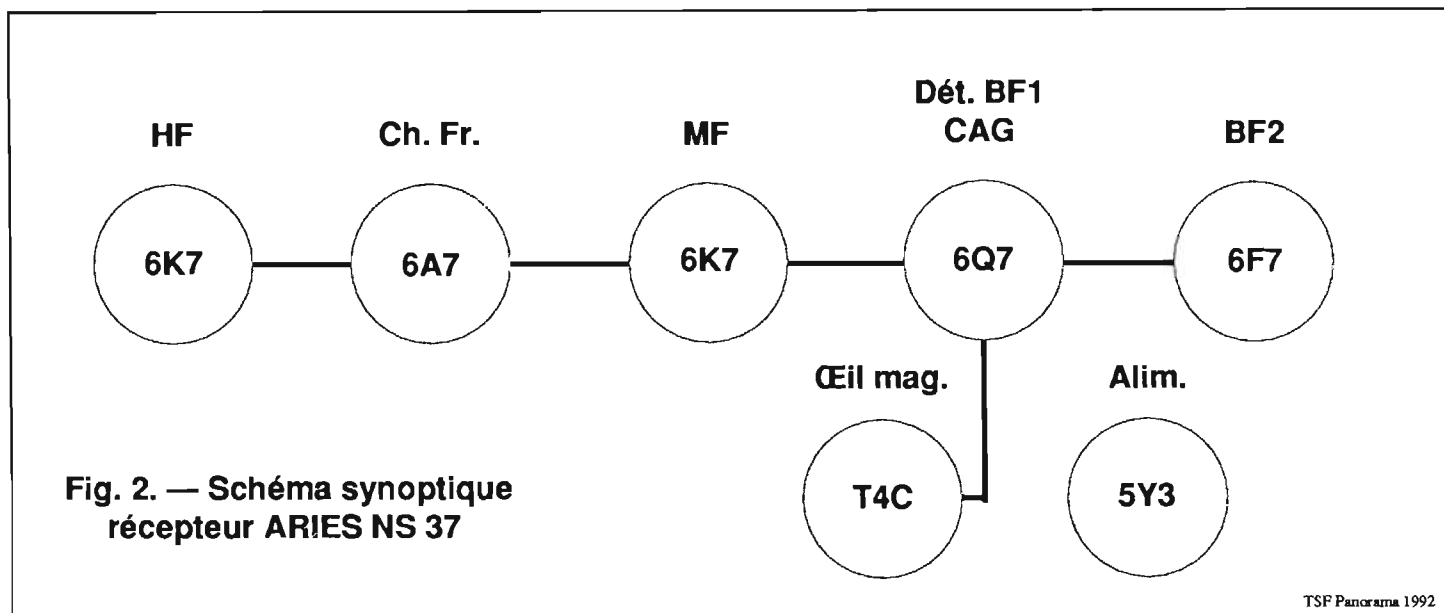 HF
Ch. Fr.
MF
Dét. BF1
CAG
BF2
6K7
6A7
6K7
6Q7
6F7
Œil mag.
Alim.
T4C
5Y3
Fig. 2. — Schéma synoptique
récepteur ARIES NS 37
TSF Panorama 1992